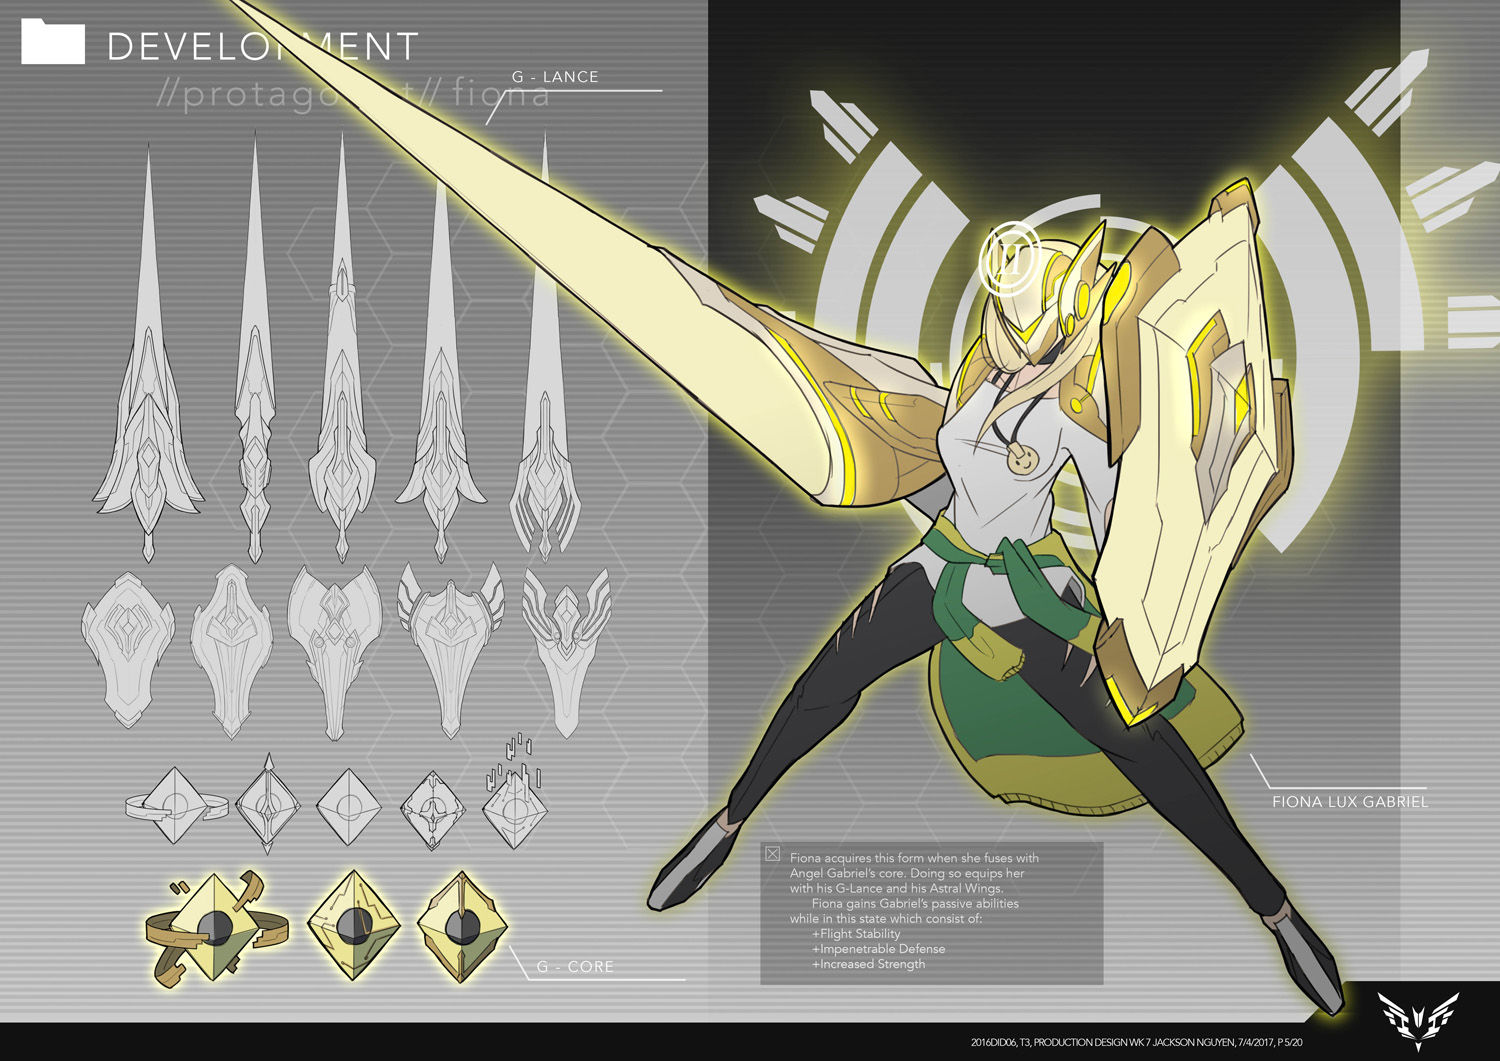 DEVELOPMENT
//protagonist// fiona
G - LANCE
II
FIONA LUX GABRIEL
Fiona acquires this form when she fuses with
Angel Gabriel's core. Doing so equips her
with his G-Lance and his Astral Wings.
Fiona gains Gabriel's passive abilities
while in this state which consist of:
+Flight Stability
+Impenetrable Defense
+Increased Strength
G - CORE
2016DID06, T3, PRODUCTION DESIGN WK 7 JACKSON NGUYEN, 7/4/2017, P 5/20